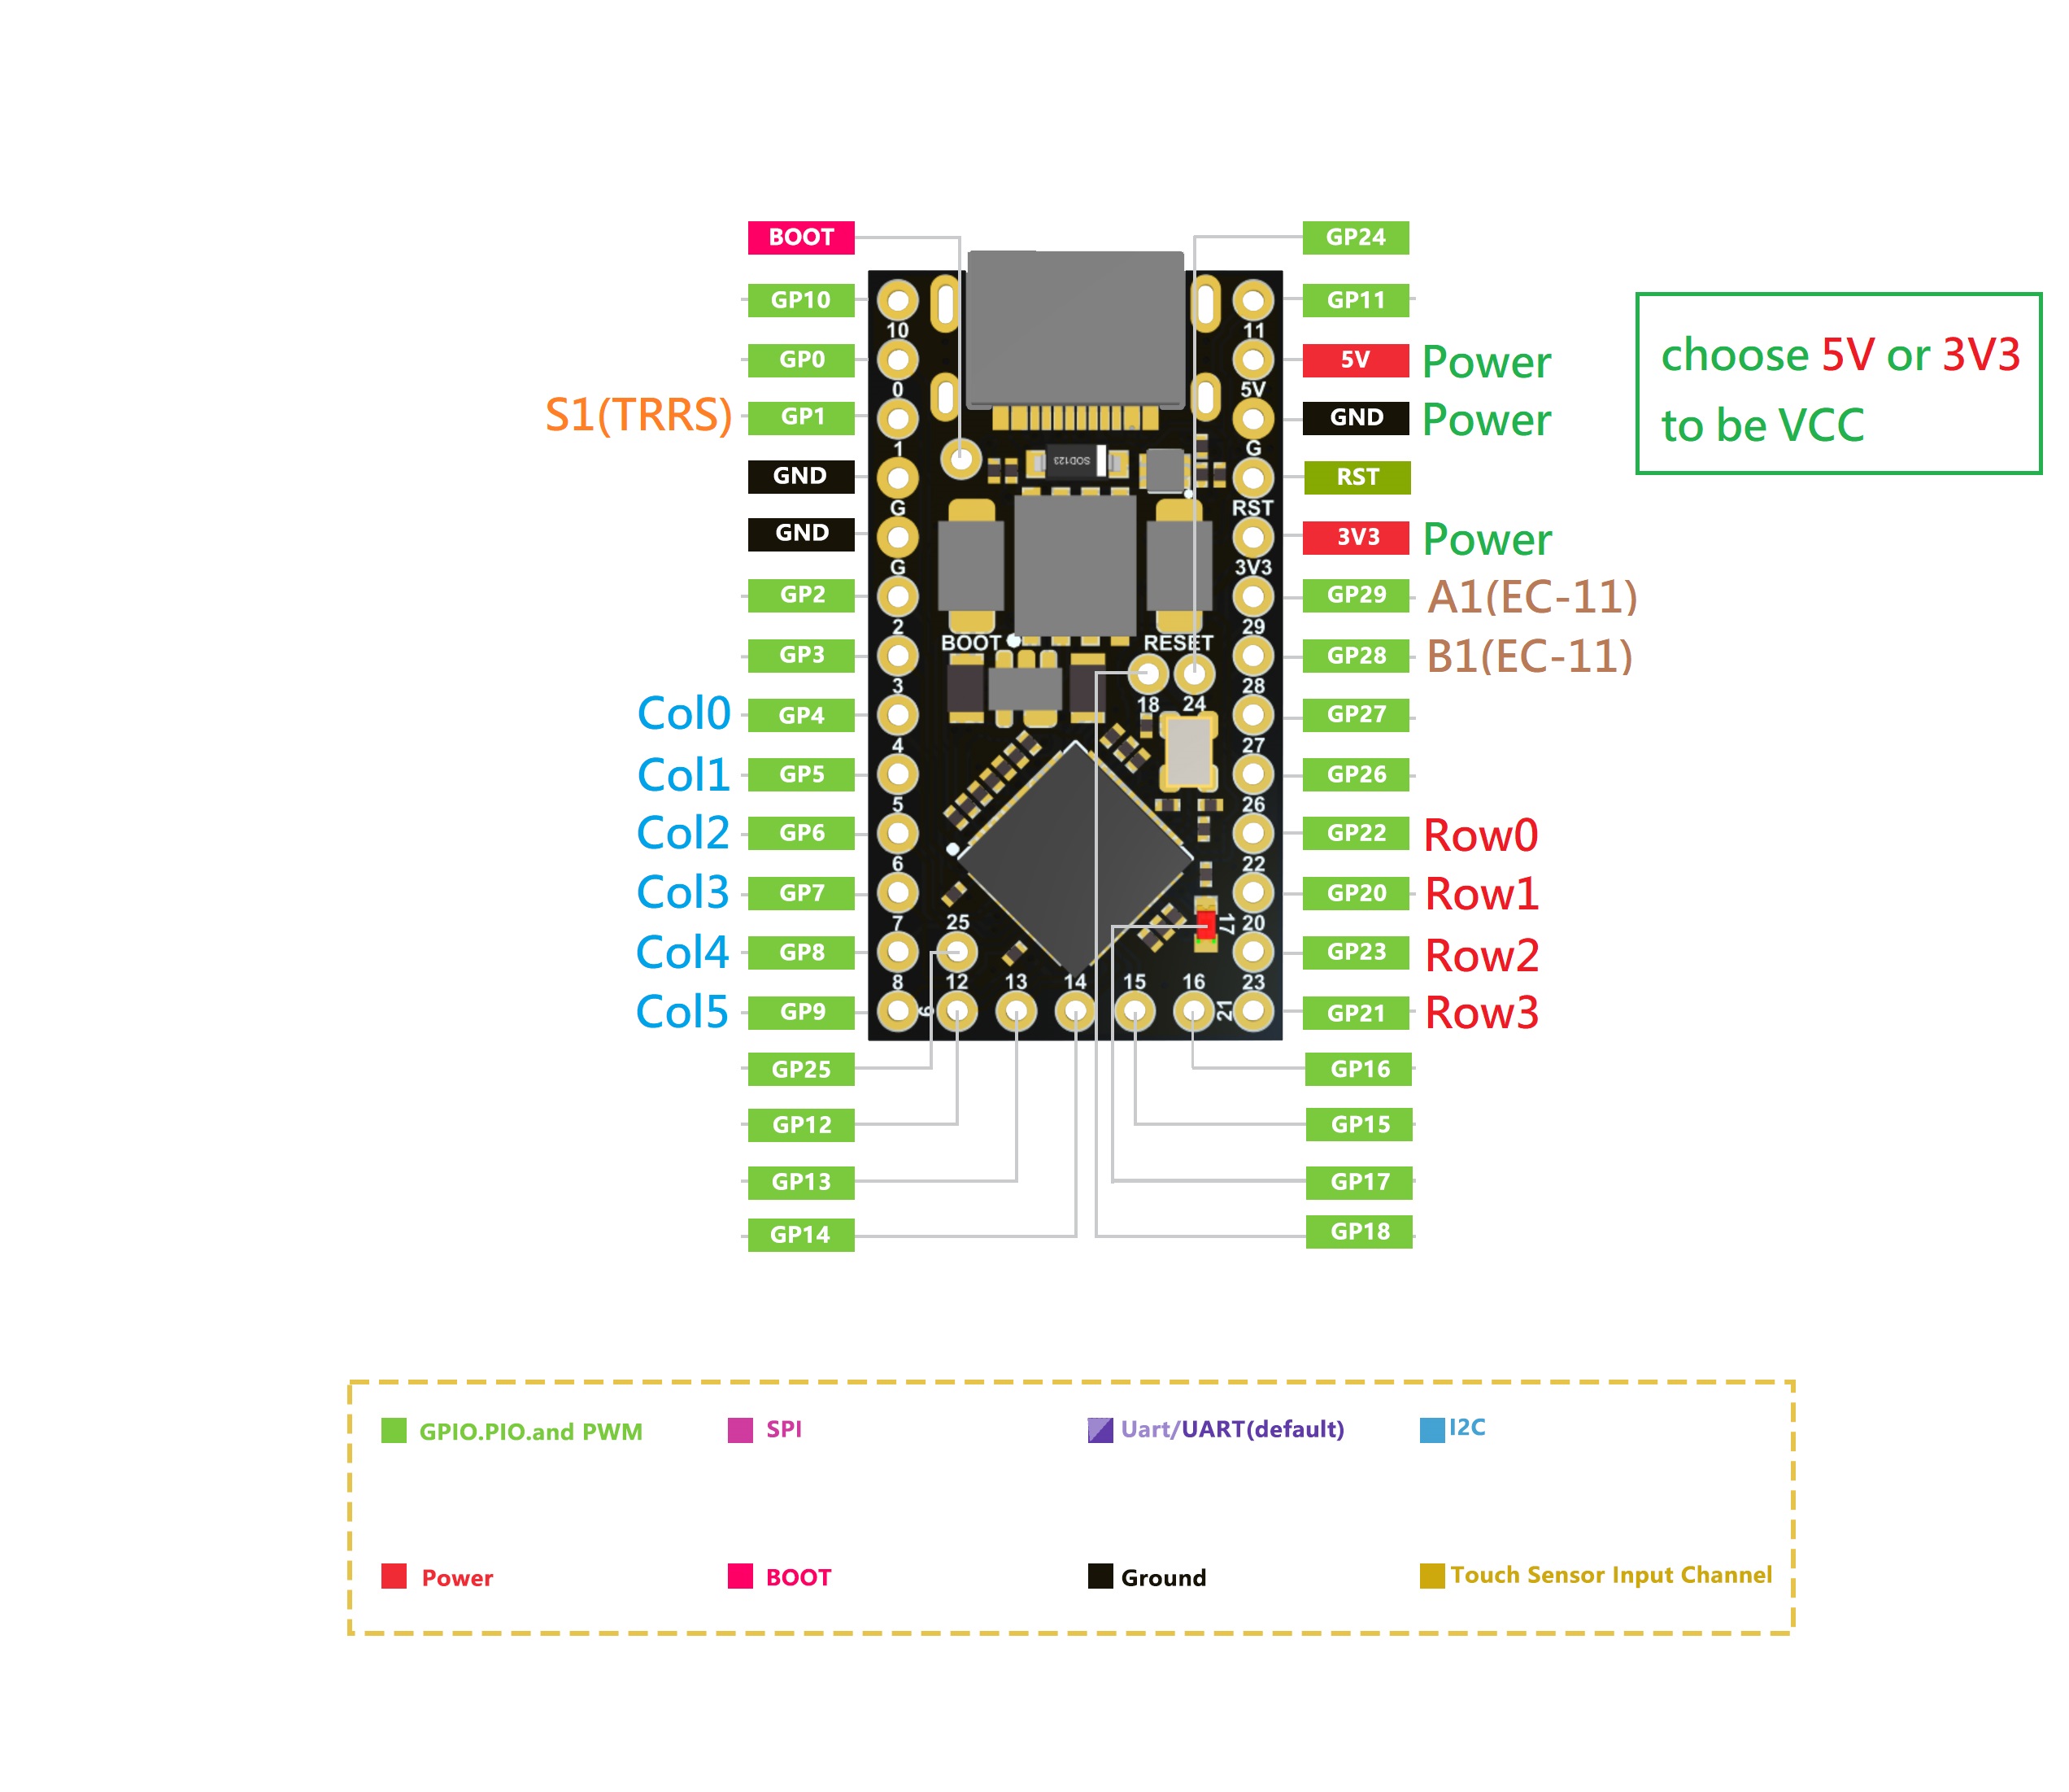 BOOT
GP24
GP10
GP11
10
11
GP0
5V Power
choose 5V or 3V3
to be VCC
0
5V
S1(TRRS) GP1
GND Power
1
G
SOD123
GND
RST
G
RST
GND
3V3 Power
G
3V3
GP2
GP29 A1(EC-11)
2
29
BOOT
RESET
GP3
GP28 B1(EC-11)
3
18
24
28
Col0 GP4
GP27
4
27
Col1 GP5
GP26
5
26
Col2 GP6
GP22 Row0
6
22
Col3 GP7
GP20 Row1
7
25
17
20
Col4 GP8
GP23 Row2
8
12
13
14
15
16
23
Col5 GP9
9
21
GP21 Row3
GP25
GP16
GP12
GP15
GP13
GP17
GP14
GP18
GPIO.PIO.and PWM
SPI
Uart/UART(default)
I2C
Power
BOOT
Ground
Touch Sensor Input Channel